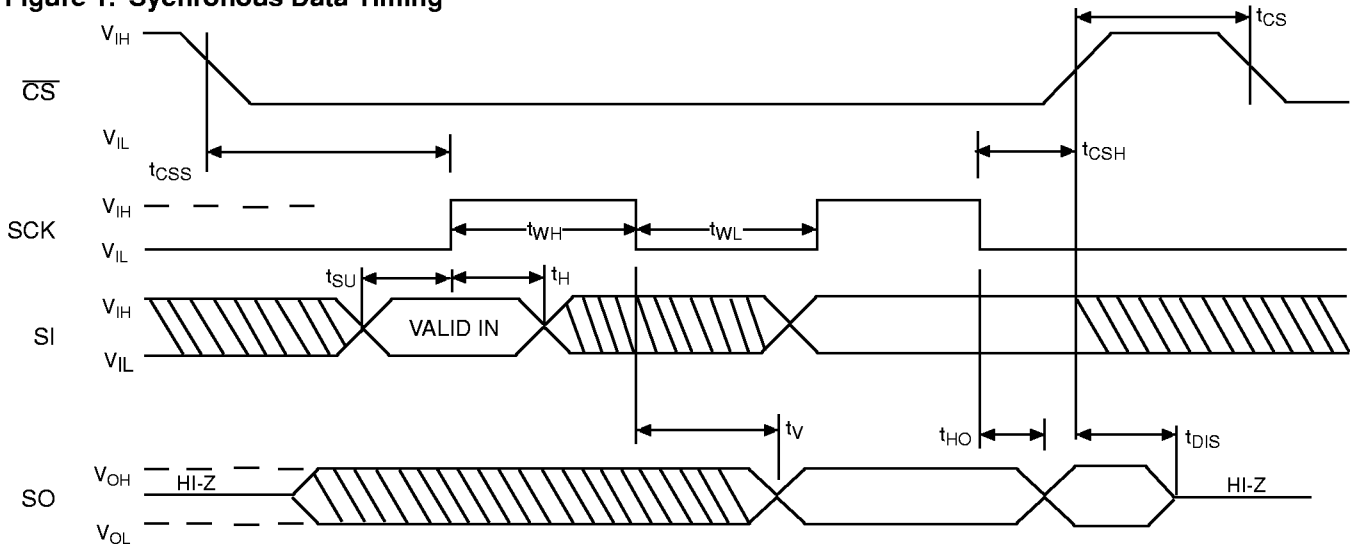 Figure 1. Sychronous Data Timing
tCS
VIH
CS
VIL
tCSS
tCSH
VIH
SCK
tWH
tWL
VIL
tSU
tH
VIH
SI
VALID IN
VIL
tV
tHO
tDIS
VOH
HI-Z
HI-Z
SO
VOL